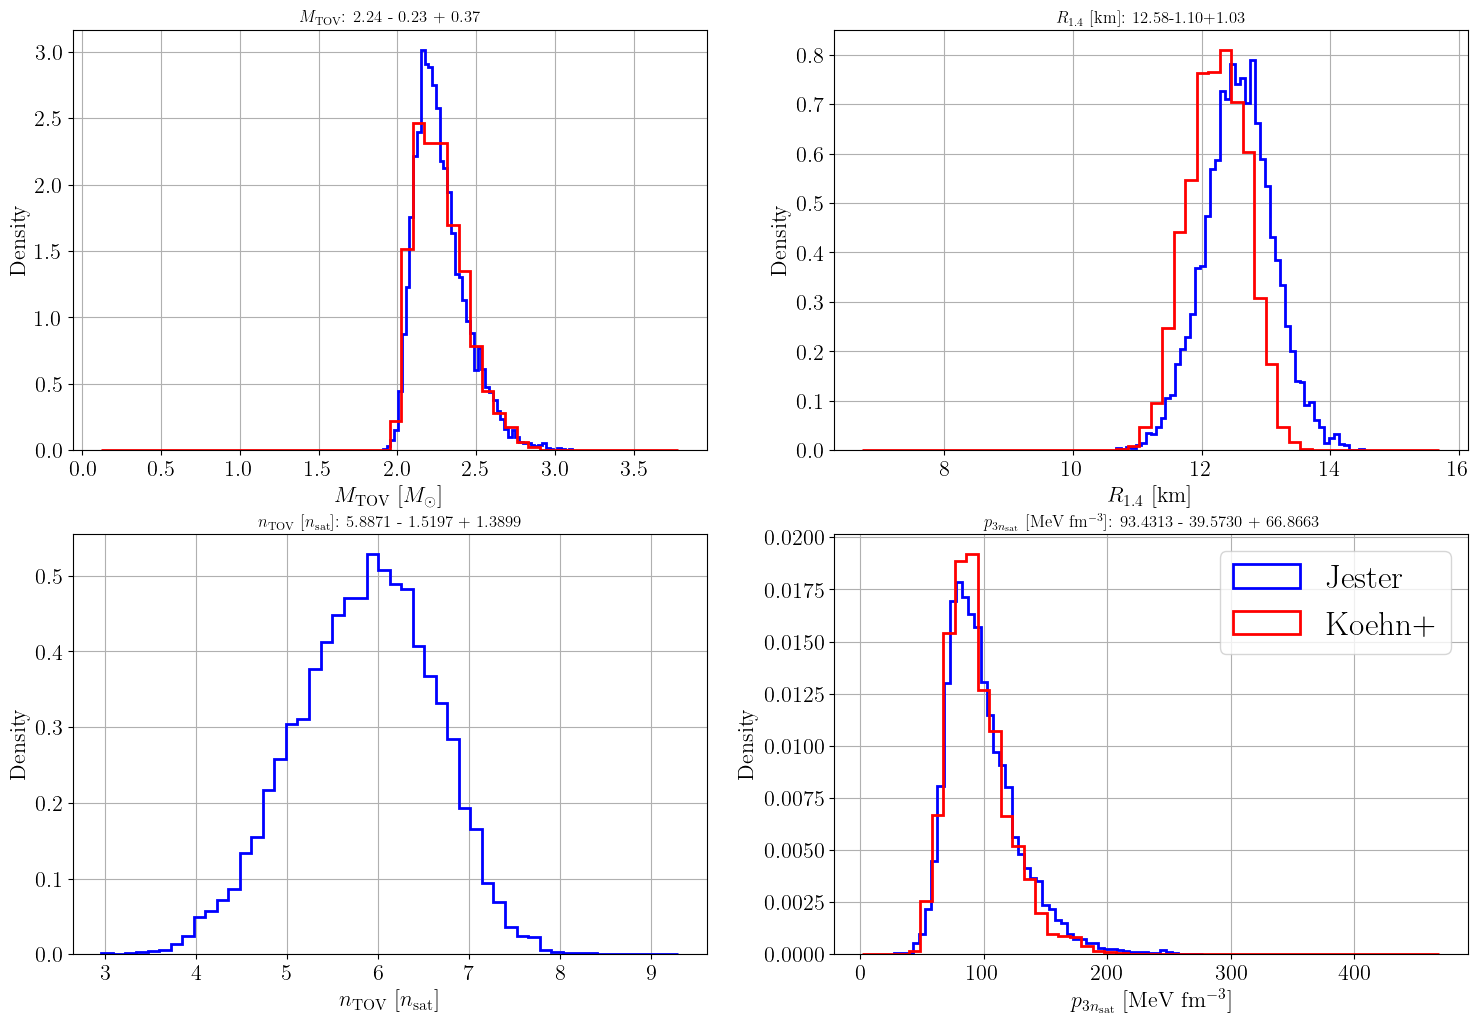 M_TOV: 2.24 - 0.23 + 0.37
3.0
2.5
2.0
1.5
1.0
0.5
0.0
Density
0.0 0.5 1.0 1.5 2.0 2.5 3.0 3.5
M_TOV [M_⊙]
R_1.4 [km]: 12.58-1.10+1.03
0.8
0.7
0.6
0.5
0.4
0.3
0.2
0.1
0.0
Density
8 10 12 14 16
R_1.4 [km]
n_TOV [n_sat]: 5.8871 - 1.5197 + 1.3899
0.5
0.4
0.3
0.2
0.1
0.0
Density
3 4 5 6 7 8 9
n_TOV [n_sat]
p_3n_sat [MeV fm⁻³]: 93.4313 - 39.5730 + 66.8663
0.0200
0.0175
0.0150
0.0125
0.0100
0.0075
0.0050
0.0025
0.0000
Density
Jester
Koehn+
0 100 200 300 400
p_3n_sat [MeV fm⁻³]